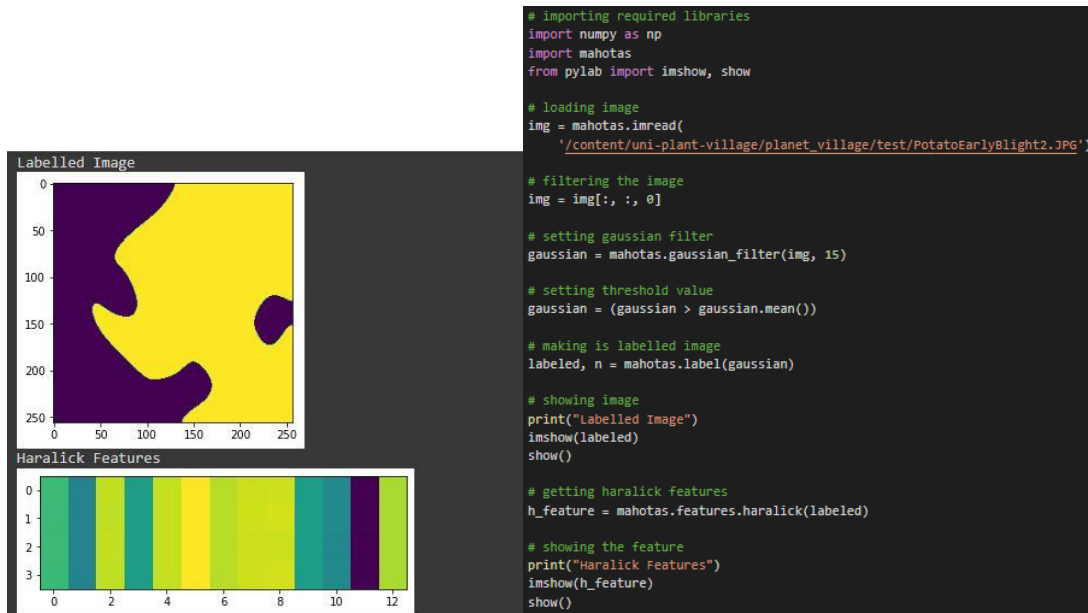 Labelled Image
0
50
100
150
200
250
0 50 100 150 200 250
Haralick Features
0
1
2
3
0 2 4 6 8 10 12
# importing required libraries
import numpy as np
import mahotas
from pylab import imshow, show
# loading image
img = mahotas.imread(
'/content/uni-plant-village/planet_village/test/PotatoEarlyBlight2.JPG')
# filtering the image
img = img[:, :, 0]
# setting gaussian filter
gaussian = mahotas.gaussian_filter(img, 15)
# setting threshold value
gaussian = (gaussian > gaussian.mean())
# making is labelled image
labeled, n = mahotas.label(gaussian)
# showing image
print("Labelled Image")
imshow(labeled)
show()
# getting haralick features
h_feature = mahotas.features.haralick(labeled)
# showing the feature
print("Haralick Features")
imshow(h_feature)
show()